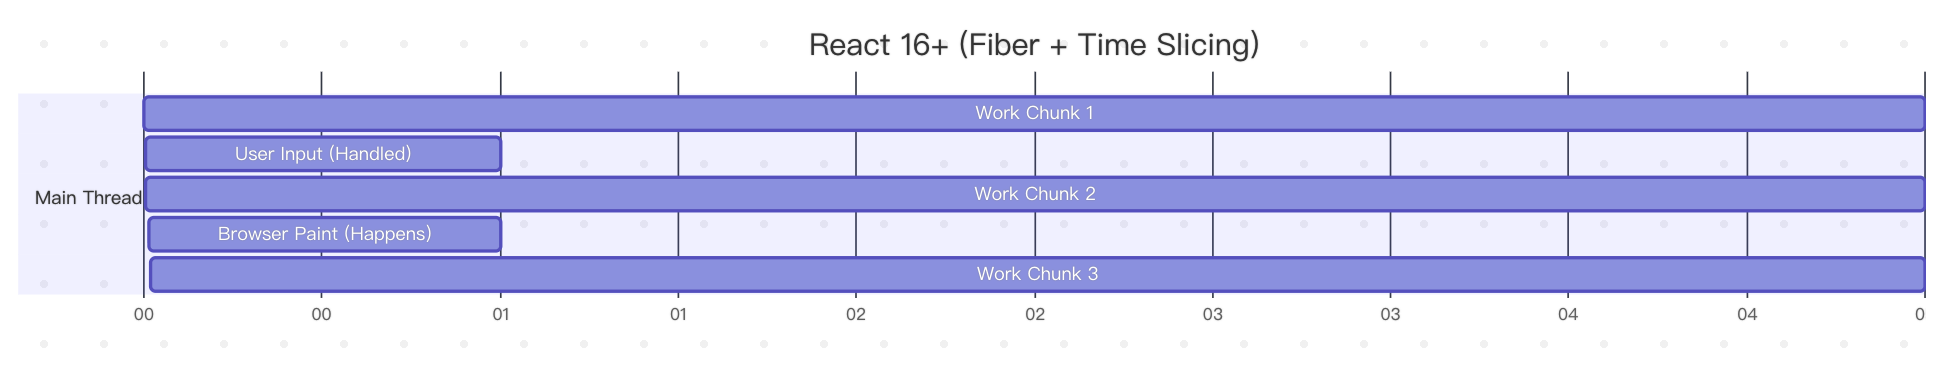 React 16+ (Fiber + Time Slicing)
Work Chunk 1
User Input (Handled)
Work Chunk 2
Main Thread
Browser Paint (Happens)
Work Chunk 3
00 00 01 01 02 02 03 03 04 04 0